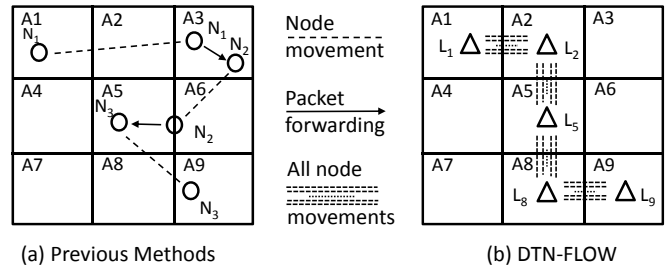 A1 A2 A3
N1 N1 N2
A4 A5 A6
N3 N2
A7 A8 A9
N3
(a) Previous Methods
Node
movement
Packet
forwarding
All node
movements
A1 A2 A3
L1 L2
A4 A5 A6
L5
A7 A8 A9
L8 L9
(b) DTN-FLOW